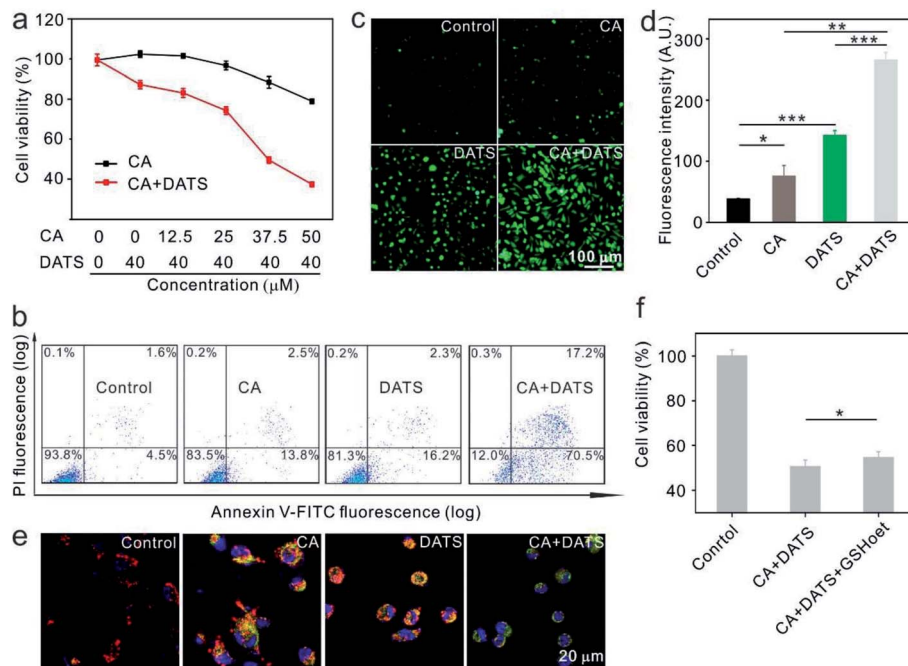 a
Cell viability (%)
120
100
80
60
40
CA
CA+DATS
CA 0 0 12.5 25 37.5 50
DATS 0 40 40 40 40 40
Concentration (μM)
b
PI fluorescence (log)
0.1% 1.6%
Control
93.8% 4.5%
0.2% 2.5%
CA
83.5% 13.8%
0.2% 2.3%
DATS
81.3% 16.2%
0.3% 17.2%
CA+DATS
12.0% 70.5%
Annexin V-FITC fluorescence (log)
c
Control
CA
DATS
CA+DATS
100 μm
d
Fluorescence intensity (A.U.)
300
200
100
0
*
***
**
***
Control
CA
DATS
CA+DATS
e
Control
CA
DATS
CA+DATS
20 μm
f
Cell viability (%)
100
80
60
40
*
Conrtol
CA+DATS
CA+DATS+GSHoet